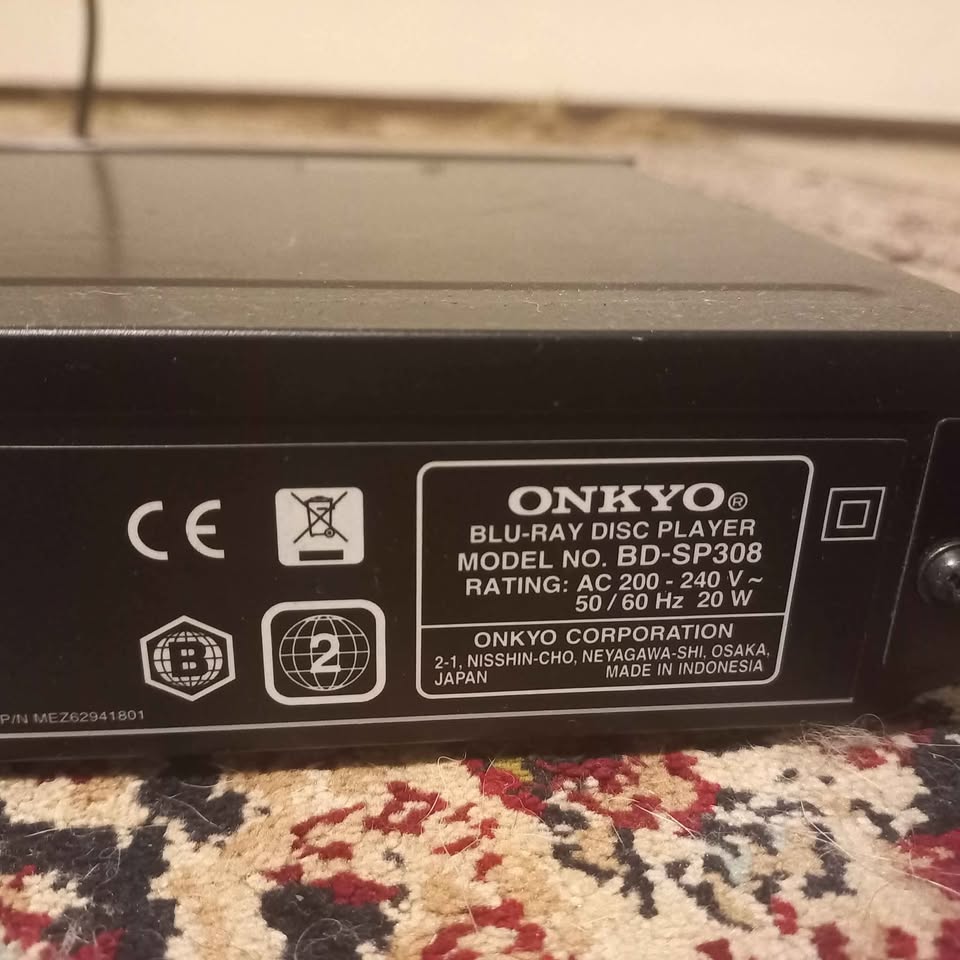 CE
ONKYO®
BLU-RAY DISC PLAYER
MODEL NO. BD-SP308
RATING: AC 200 - 240 V ~
50 / 60 Hz 20 W
B
2
ONKYO CORPORATION
2-1, NISSHIN-CHO, NEYAGAWA-SHI, OSAKA,
JAPAN MADE IN INDONESIA
P/N MEZ62941801